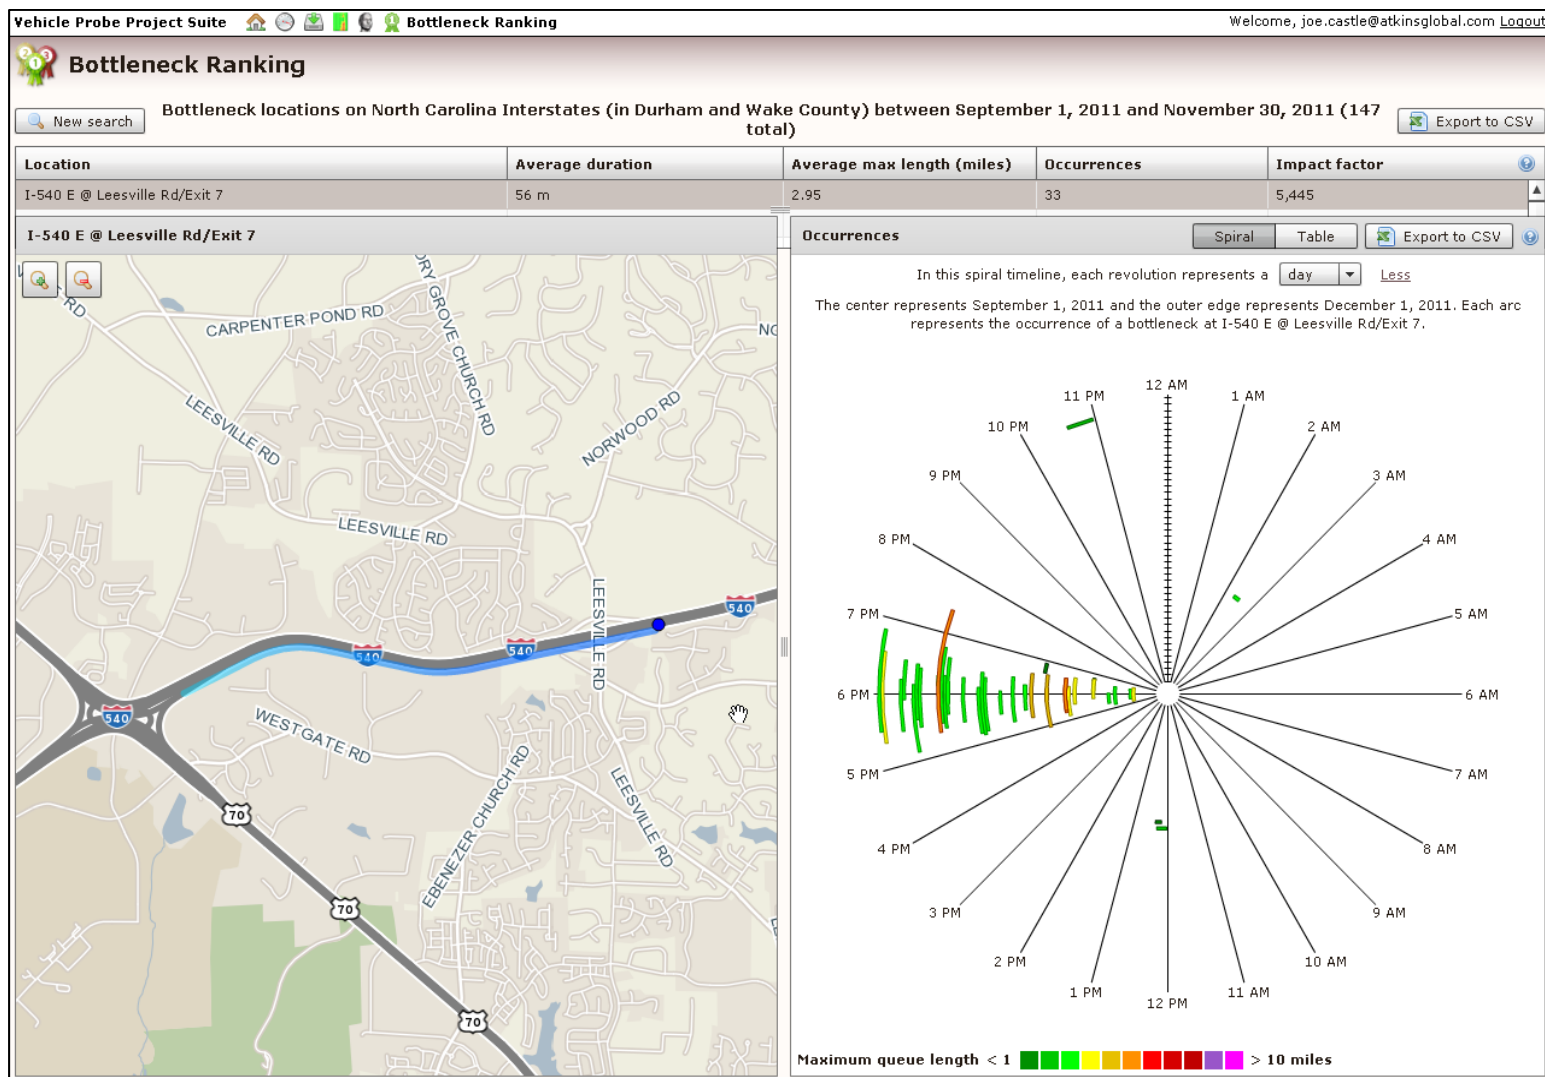 Vehicle Probe Project Suite
Bottleneck Ranking
Welcome, joe.castle@atkinsglobal.com Logout
Bottleneck Ranking
New search
Bottleneck locations on North Carolina Interstates (in Durham and Wake County) between September 1, 2011 and November 30, 2011 (147
total)
Export to CSV
Location
Average duration
Average max length (miles)
Occurrences
Impact factor
I-540 E @ Leesville Rd/Exit 7
56 m
2.95
33
5,445
I-540 E @ Leesville Rd/Exit 7
CARPENTER POND RD
GROVE CHURCH RD
LEESVILLE RD
NORWOOD RD
LEESVILLE RD
LEESVILLE RD
540
540
540
540
WESTGATE RD
EBENEZER CHURCH RD
LEESVILLE RD
70
70
70
Occurrences
Spiral
Table
Export to CSV
In this spiral timeline, each revolution represents a day Less
The center represents September 1, 2011 and the outer edge represents December 1, 2011. Each arc
represents the occurrence of a bottleneck at I-540 E @ Leesville Rd/Exit 7.
12 AM
1 AM
2 AM
3 AM
4 AM
5 AM
6 AM
7 AM
8 AM
9 AM
10 AM
11 AM
12 PM
1 PM
2 PM
3 PM
4 PM
5 PM
6 PM
7 PM
8 PM
9 PM
10 PM
11 PM
Maximum queue length < 1
> 10 miles